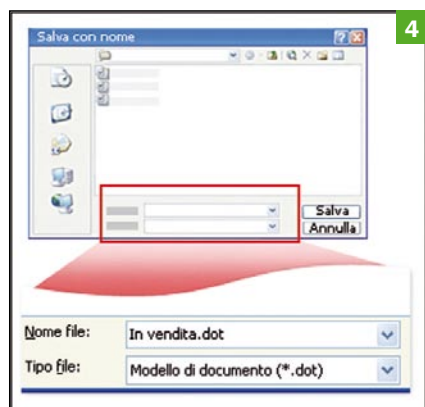 4
Salva con nome
Salva
Annulla
Nome file: In vendita.dot
Tipo file: Modello di documento (*.dot)